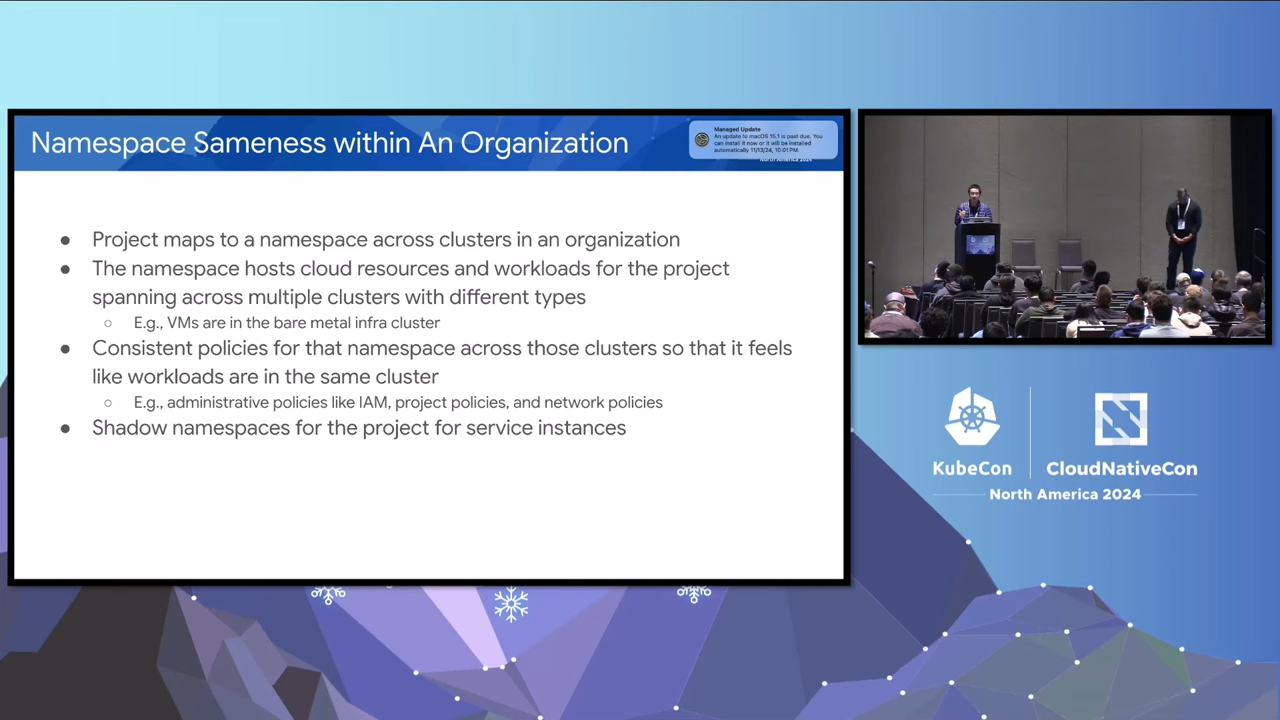 Namespace Sameness within An Organization
Managed Update
An update to macOS 15.1 is past due. You
can install it now or it will be installed
automatically 11/13/24, 10:01 PM.
North America 2024
● Project maps to a namespace across clusters in an organization
● The namespace hosts cloud resources and workloads for the project
spanning across multiple clusters with different types
○ E.g., VMs are in the bare metal infra cluster
● Consistent policies for that namespace across those clusters so that it feels
like workloads are in the same cluster
○ E.g., administrative policies like IAM, project policies, and network policies
● Shadow namespaces for the project for service instances
KubeCon
CloudNativeCon
North America 2024